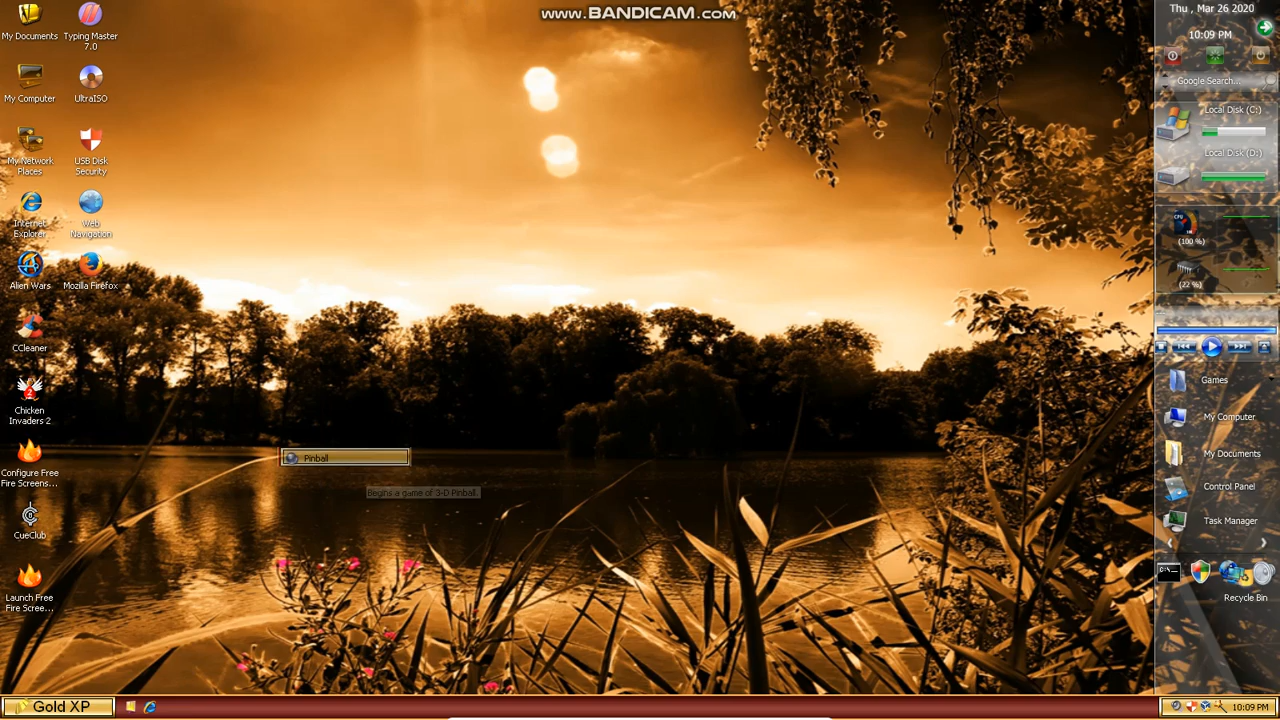 www.BANDICAM.com
My Documents
Typing Master
7.0
My Computer
UltraISO
My Network
Places
USB Disk
Security
Internet
Explorer
Web
Navigation
Alien Wars
Mozilla Firefox
CCleaner
Chicken
Invaders 2
Configure Free
Fire Screens...
CueClub
Launch Free
Fire Scree...
Pinball
Begins a game of 3-D Pinball.
Thu , Mar 26 2020
10:09 PM
Google Search...
Local Disk (C:)
Local Disk (D:)
CPU
(100 %)
(22 %)
Games
My Computer
My Documents
Control Panel
Task Manager
C:\
Recycle Bin
Gold XP
10:09 PM